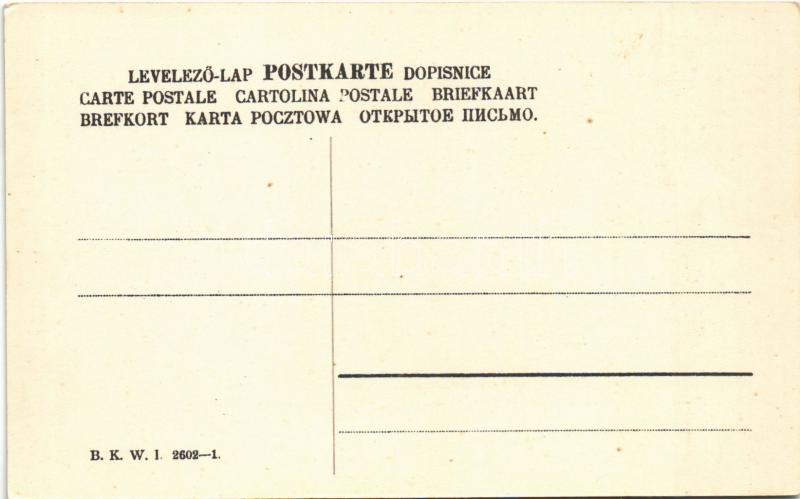 LEVELEZŐ-LAP POSTKARTE DOPISNICE
CARTE POSTALE CARTOLINA POSTALE BRIEFKAART
BREFKORT KARTA POCZTOWA ОТКРЫТОЕ ПИСЬМО.
B. K. W. I. 2602—1.